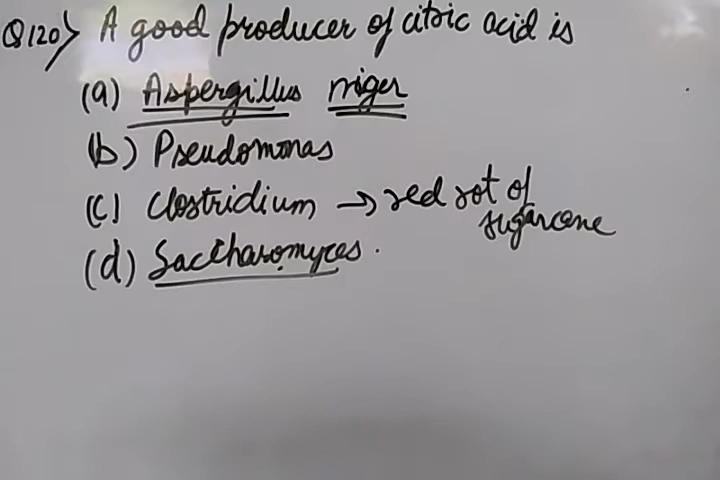 Q120> A good producer of citric acid is
(a) Aspergillus niger
(b) Pseudomonas
(c) Clostridium → red rot of sugarcane
(d) Saccharomyces.